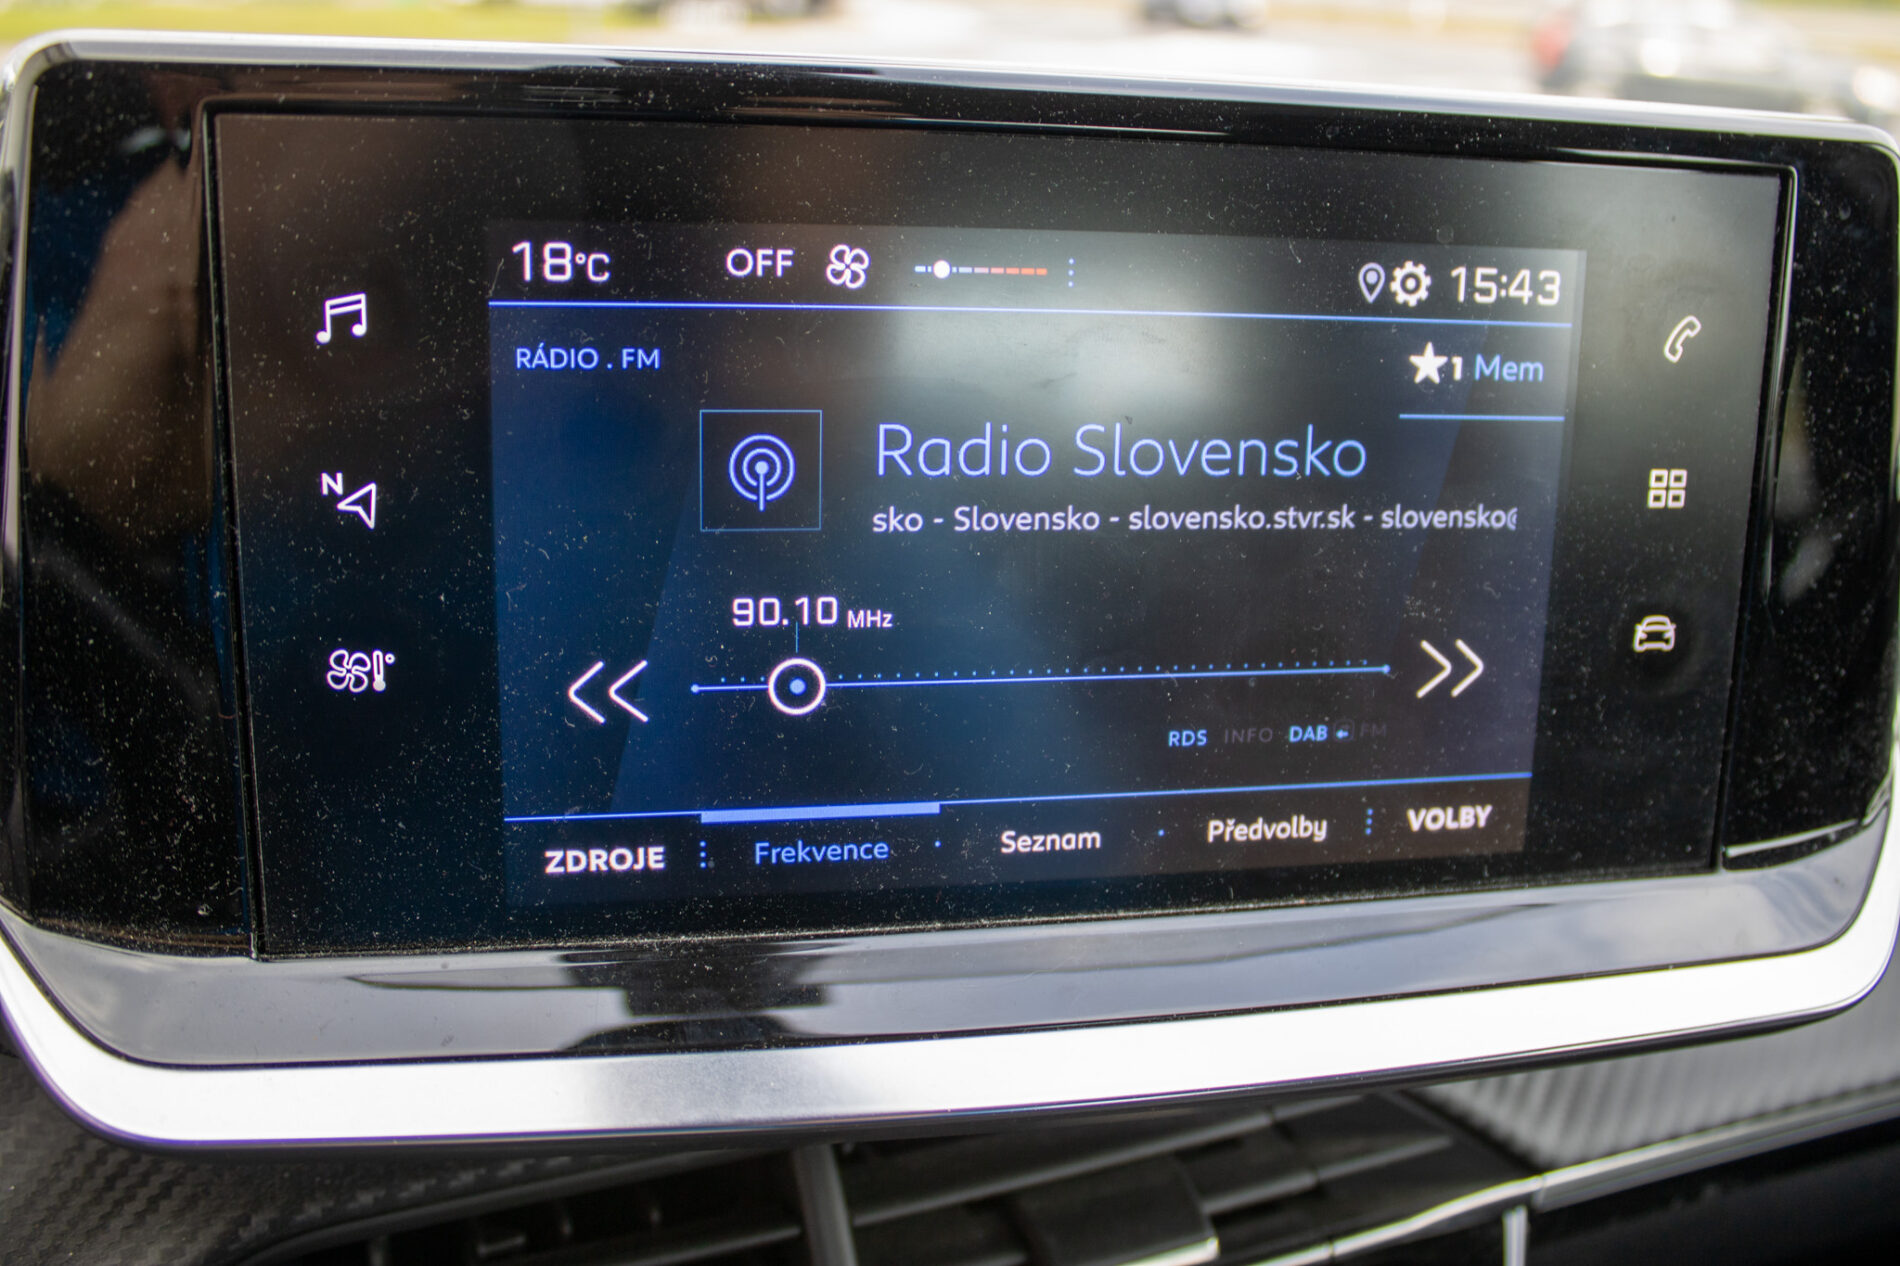 18°C OFF 15:43
RÁDIO . FM
★1 Mem
Radio Slovensko
sko - Slovensko - slovensko.stvr.sk - slovensko@
N
90.10 MHz
RDS INFO DAB FM
ZDROJE Frekvence Seznam Předvolby VOLBY